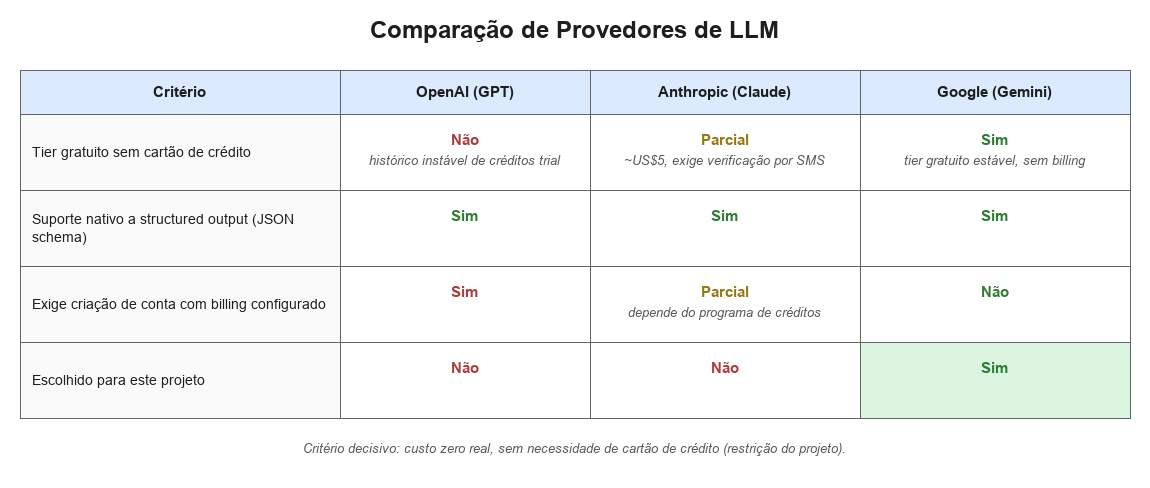 Comparação de Provedores de LLM
Critério
OpenAI (GPT)
Anthropic (Claude)
Google (Gemini)
Tier gratuito sem cartão de crédito
Não
histórico instável de créditos trial
Parcial
~US$5, exige verificação por SMS
Sim
tier gratuito estável, sem billing
Suporte nativo a structured output (JSON
schema)
Sim
Sim
Sim
Exige criação de conta com billing configurado
Sim
Parcial
depende do programa de créditos
Não
Escolhido para este projeto
Não
Não
Sim
Critério decisivo: custo zero real, sem necessidade de cartão de crédito (restrição do projeto).